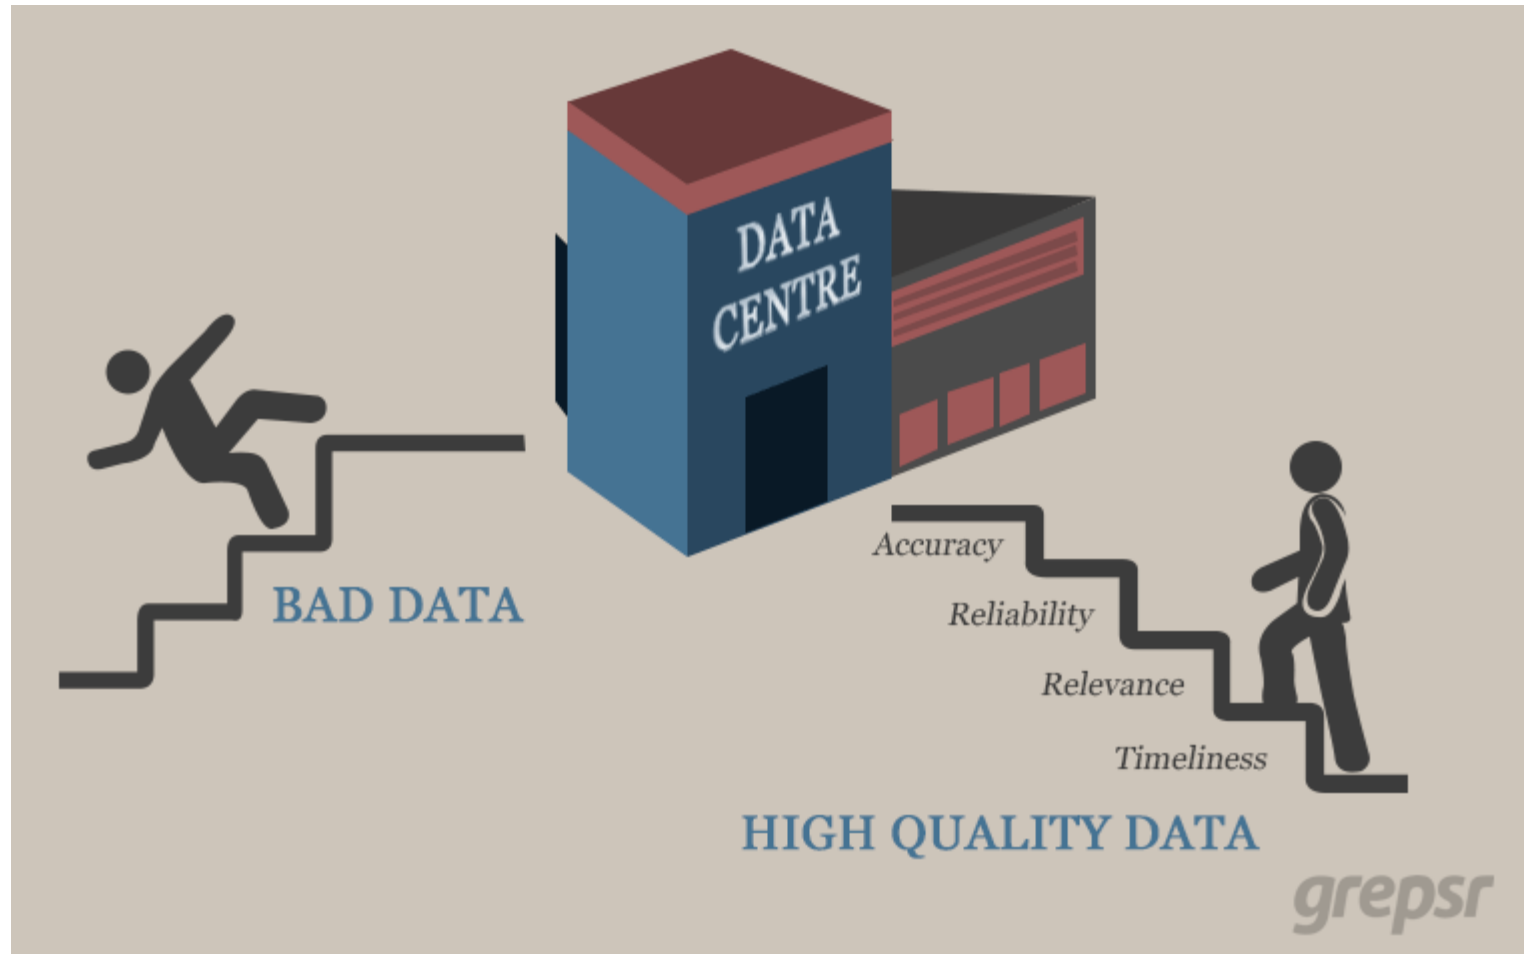 DATA
CENTRE
BAD DATA
Accuracy
Reliability
Relevance
Timeliness
HIGH QUALITY DATA
grepsr